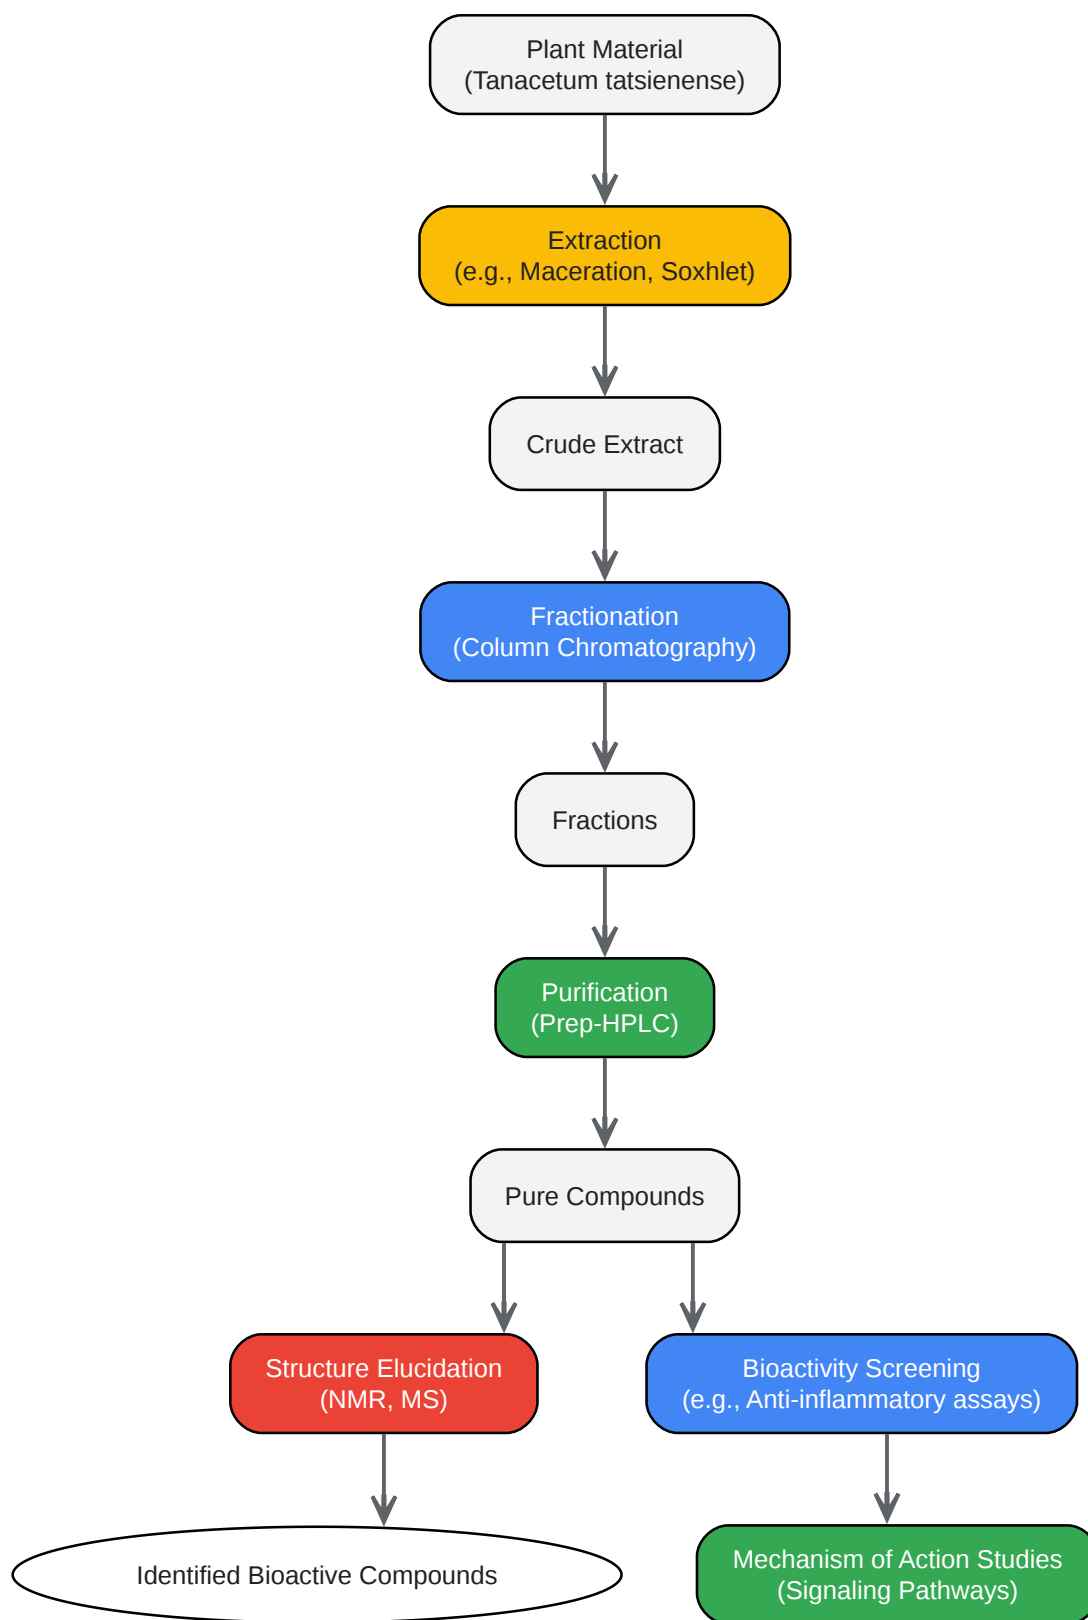 Plant Material
(Tanacetum tatsienense)
Extraction
(e.g., Maceration, Soxhlet)
Crude Extract
Fractionation
(Column Chromatography)
Fractions
Purification
(Prep-HPLC)
Pure Compounds
Structure Elucidation
(NMR, MS)
Bioactivity Screening
(e.g., Anti-inflammatory assays)
Identified Bioactive Compounds
Mechanism of Action Studies
(Signaling Pathways)